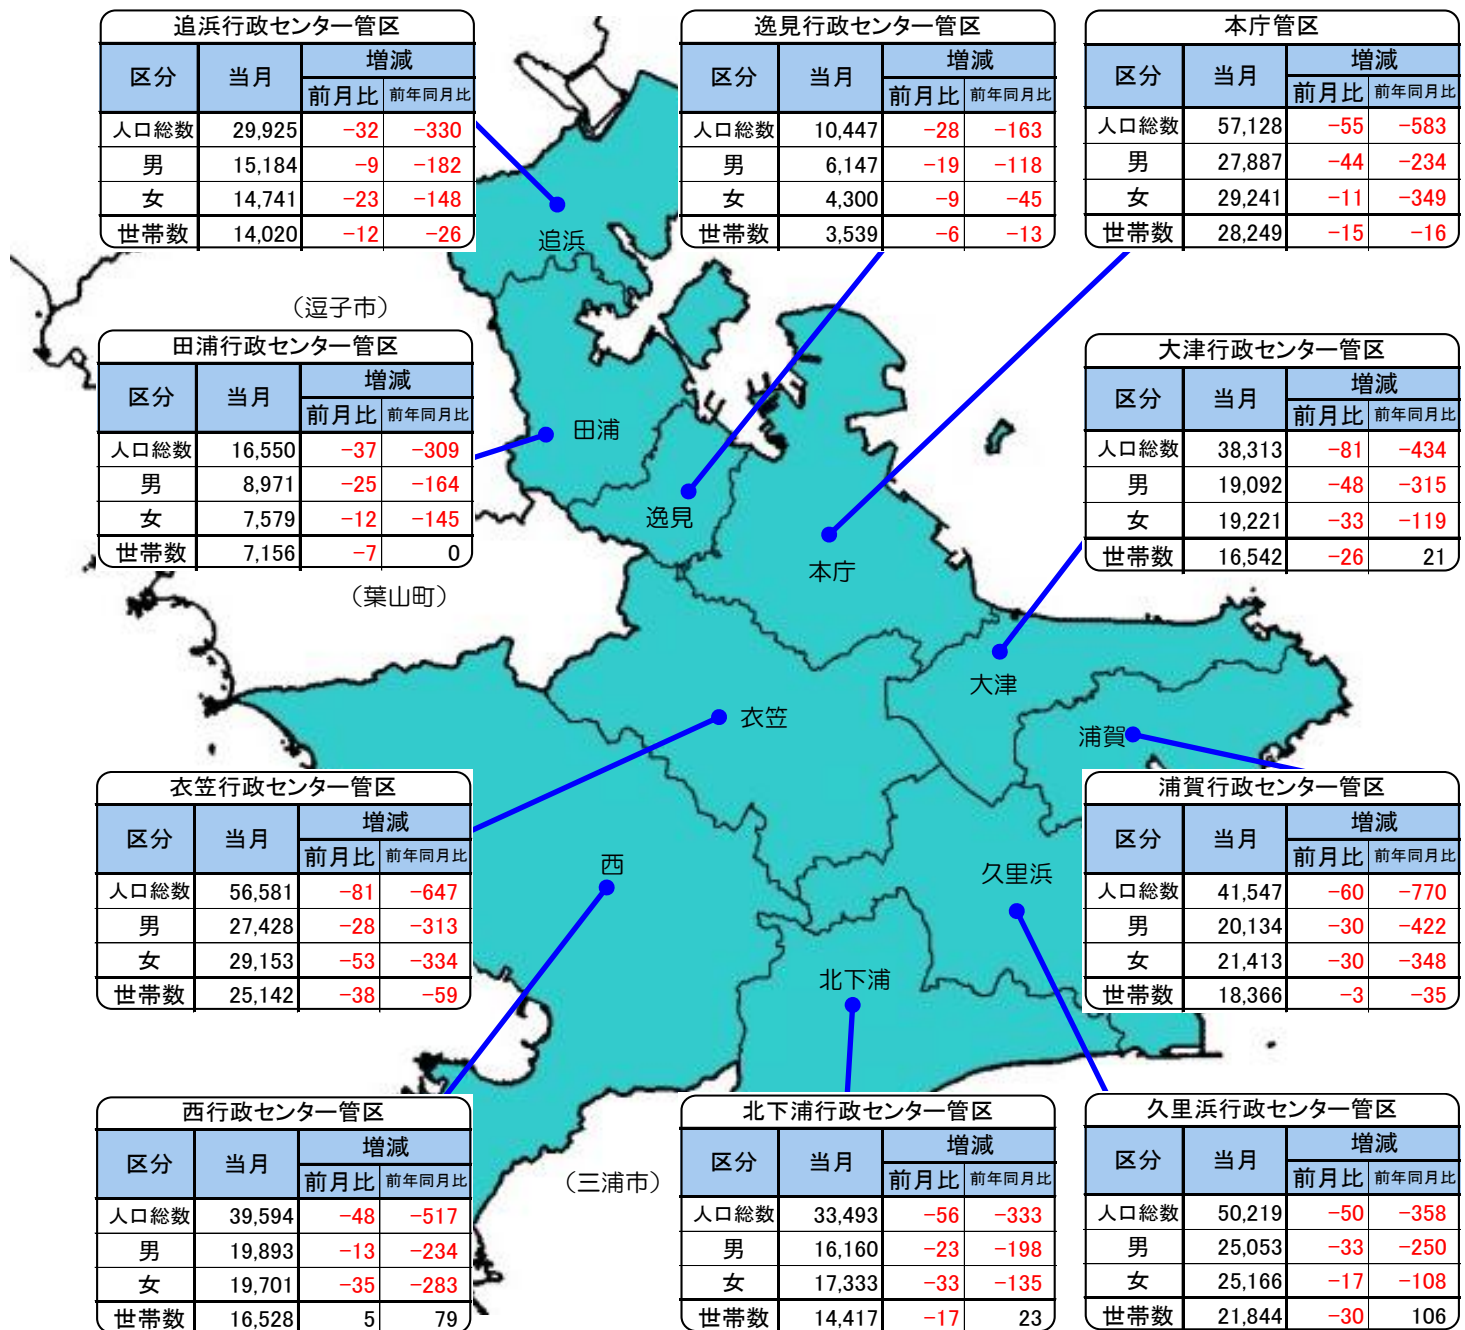 追浜行政センター管区
区分 当月 増減
前月比 前年同月比
人口総数 29,925 -32 -330
男 15,184 -9 -182
女 14,741 -23 -148
世帯数 14,020 -12 -26
逸見行政センター管区
区分 当月 増減
前月比 前年同月比
人口総数 10,447 -28 -163
男 6,147 -19 -118
女 4,300 -9 -45
世帯数 3,539 -6 -13
本庁管区
区分 当月 増減
前月比 前年同月比
人口総数 57,128 -55 -583
男 27,887 -44 -234
女 29,241 -11 -349
世帯数 28,249 -15 -16
追浜
（逗子市）
田浦行政センター管区
区分 当月 増減
前月比 前年同月比
人口総数 16,550 -37 -309
男 8,971 -25 -164
女 7,579 -12 -145
世帯数 7,156 -7 0
田浦
逸見
本庁
大津行政センター管区
区分 当月 増減
前月比 前年同月比
人口総数 38,313 -81 -434
男 19,092 -48 -315
女 19,221 -33 -119
世帯数 16,542 -26 21
（葉山町）
大津
衣笠
浦賀
衣笠行政センター管区
区分 当月 増減
前月比 前年同月比
人口総数 56,581 -81 -647
男 27,428 -28 -313
女 29,153 -53 -334
世帯数 25,142 -38 -59
西
久里浜
北下浦
浦賀行政センター管区
区分 当月 増減
前月比 前年同月比
人口総数 41,547 -60 -770
男 20,134 -30 -422
女 21,413 -30 -348
世帯数 18,366 -3 -35
西行政センター管区
区分 当月 増減
前月比 前年同月比
人口総数 39,594 -48 -517
男 19,893 -13 -234
女 19,701 -35 -283
世帯数 16,528 5 79
（三浦市）
北下浦行政センター管区
区分 当月 増減
前月比 前年同月比
人口総数 33,493 -56 -333
男 16,160 -23 -198
女 17,333 -33 -135
世帯数 14,417 -17 23
久里浜行政センター管区
区分 当月 増減
前月比 前年同月比
人口総数 50,219 -50 -358
男 25,053 -33 -250
女 25,166 -17 -108
世帯数 21,844 -30 106